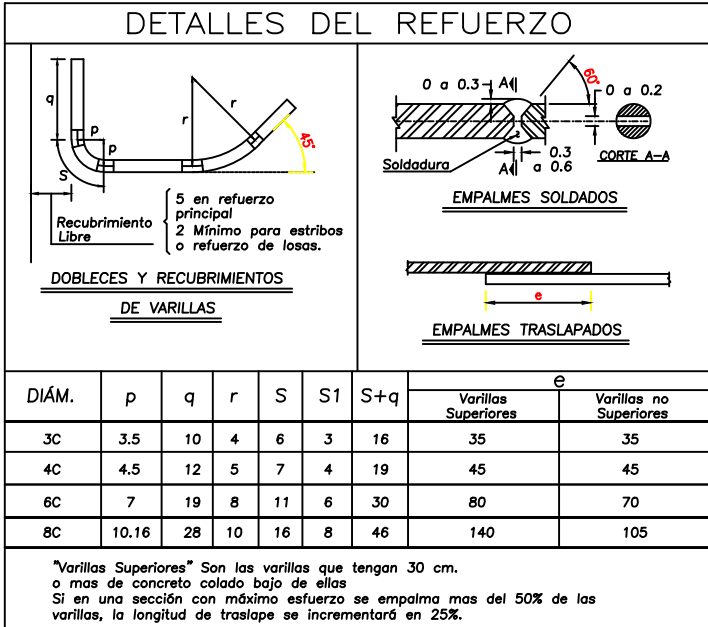 DETALLES DEL REFUERZO
q
p
p
S
r
r
45°
Recubrimiento
Libre
5 en refuerzo
principal
2 Mínimo para estribos
o refuerzo de losas.
DOBLECES Y RECUBRIMIENTOS
DE VARILLAS
0 a 0.3
A
60°
0 a 0.2
Soldadura
A
0.3
a 0.6
CORTE A-A
EMPALMES SOLDADOS
e
EMPALMES TRASLAPADOS
DIÁM. p q r S S1 S+q e
Varillas Superiores Varillas no Superiores
3C 3.5 10 4 6 3 16 35 35
4C 4.5 12 5 7 4 19 45 45
6C 7 19 8 11 6 30 80 70
8C 10.16 28 10 16 8 46 140 105
"Varillas Superiores" Son las varillas que tengan 30 cm.
o mas de concreto colado bajo de ellas
Si en una sección con máximo esfuerzo se empalma mas del 50% de las
varillas, la longitud de traslape se incrementará en 25%.